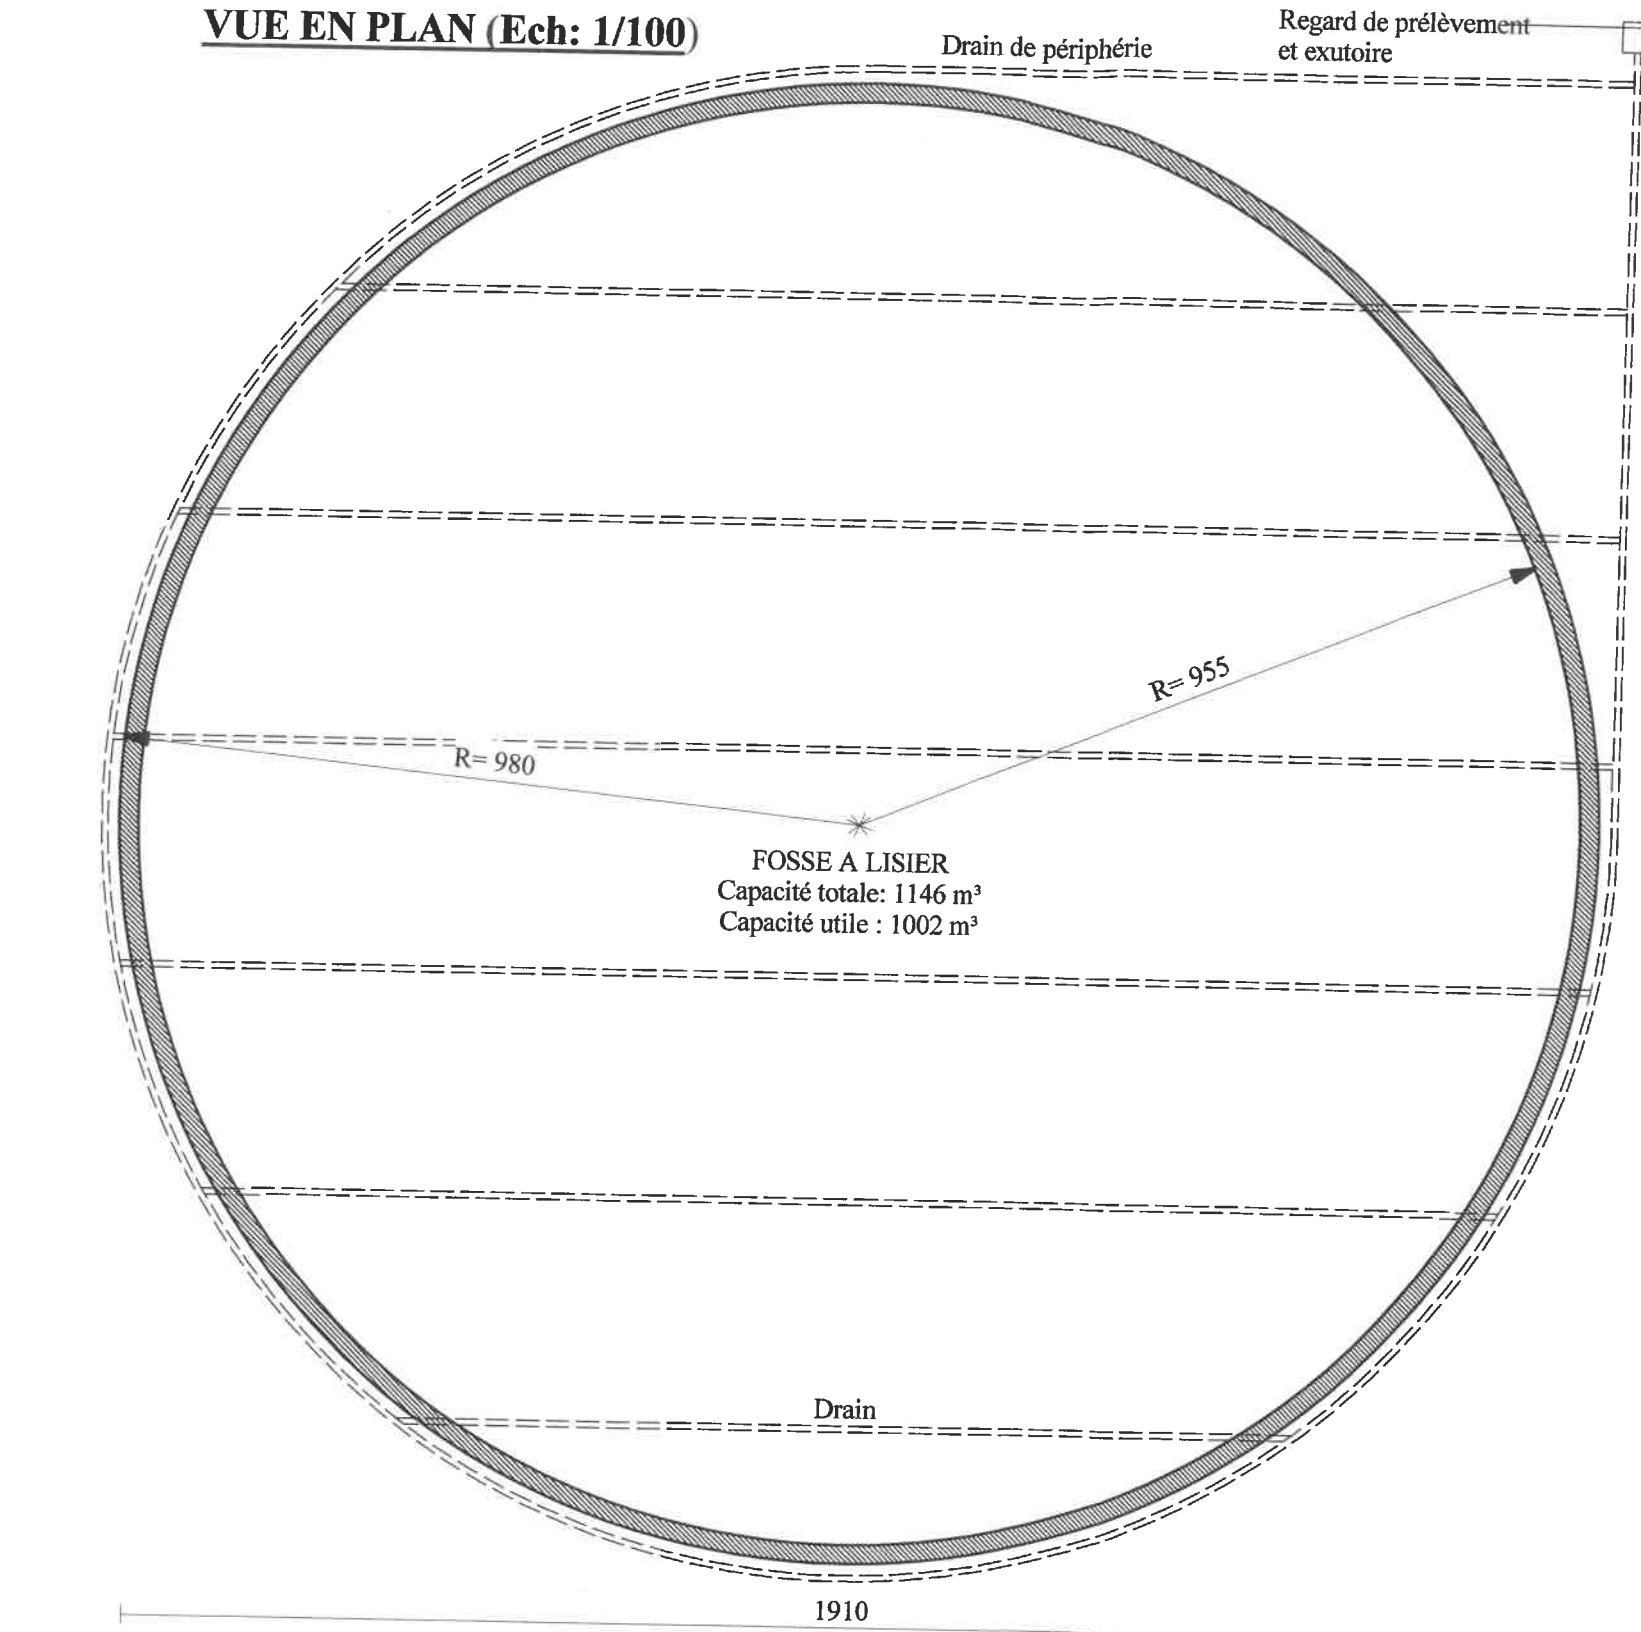 VUE EN PLAN (Ech: 1/100)
Drain de périphérie
Regard de prélèvement
et exutoire
R= 955
R= 980
FOSSE A LISIER
Capacité totale: 1146 m³
Capacité utile : 1002 m³
Drain
1910